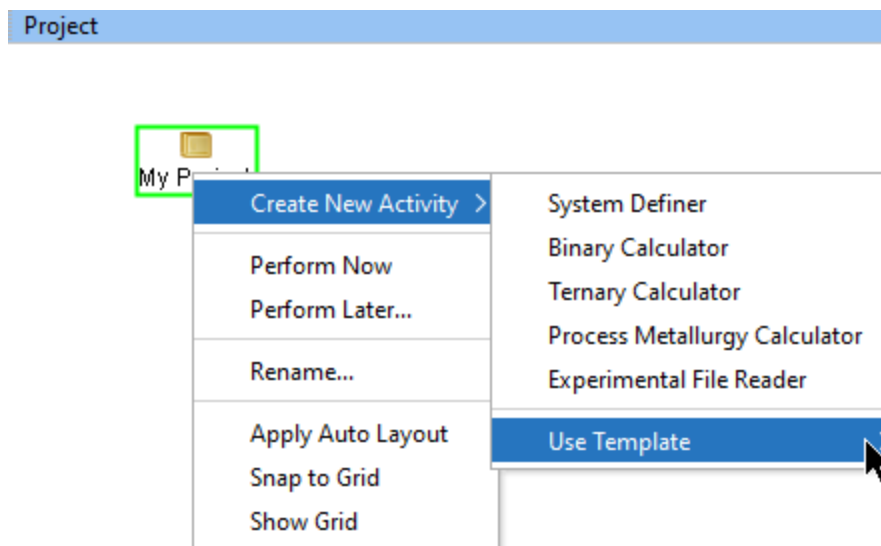 Project
My
Create New Activity
Perform Now
Perform Later...
Rename...
Apply Auto Layout
Snap to Grid
Show Grid
System Definer
Binary Calculator
Ternary Calculator
Process Metallurgy Calculator
Experimental File Reader
Use Template